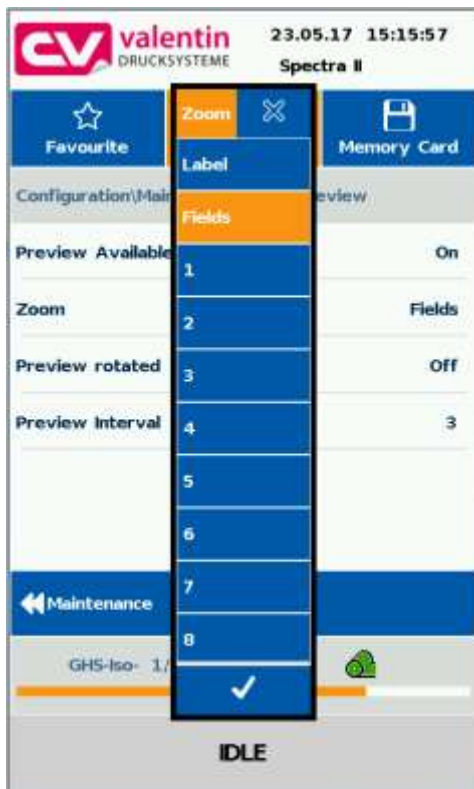 CV valentin
DRUCKSYSTEME
23.05.17 15:15:57
Spectra II
Favourite
Memory Card
Zoom
Label
Fields
1
2
3
4
5
6
7
8
Configuration\Mai
eview
Preview Available On
Zoom Fields
Preview rotated Off
Preview Interval 3
Maintenance
GHS-Iso- 1/
IDLE